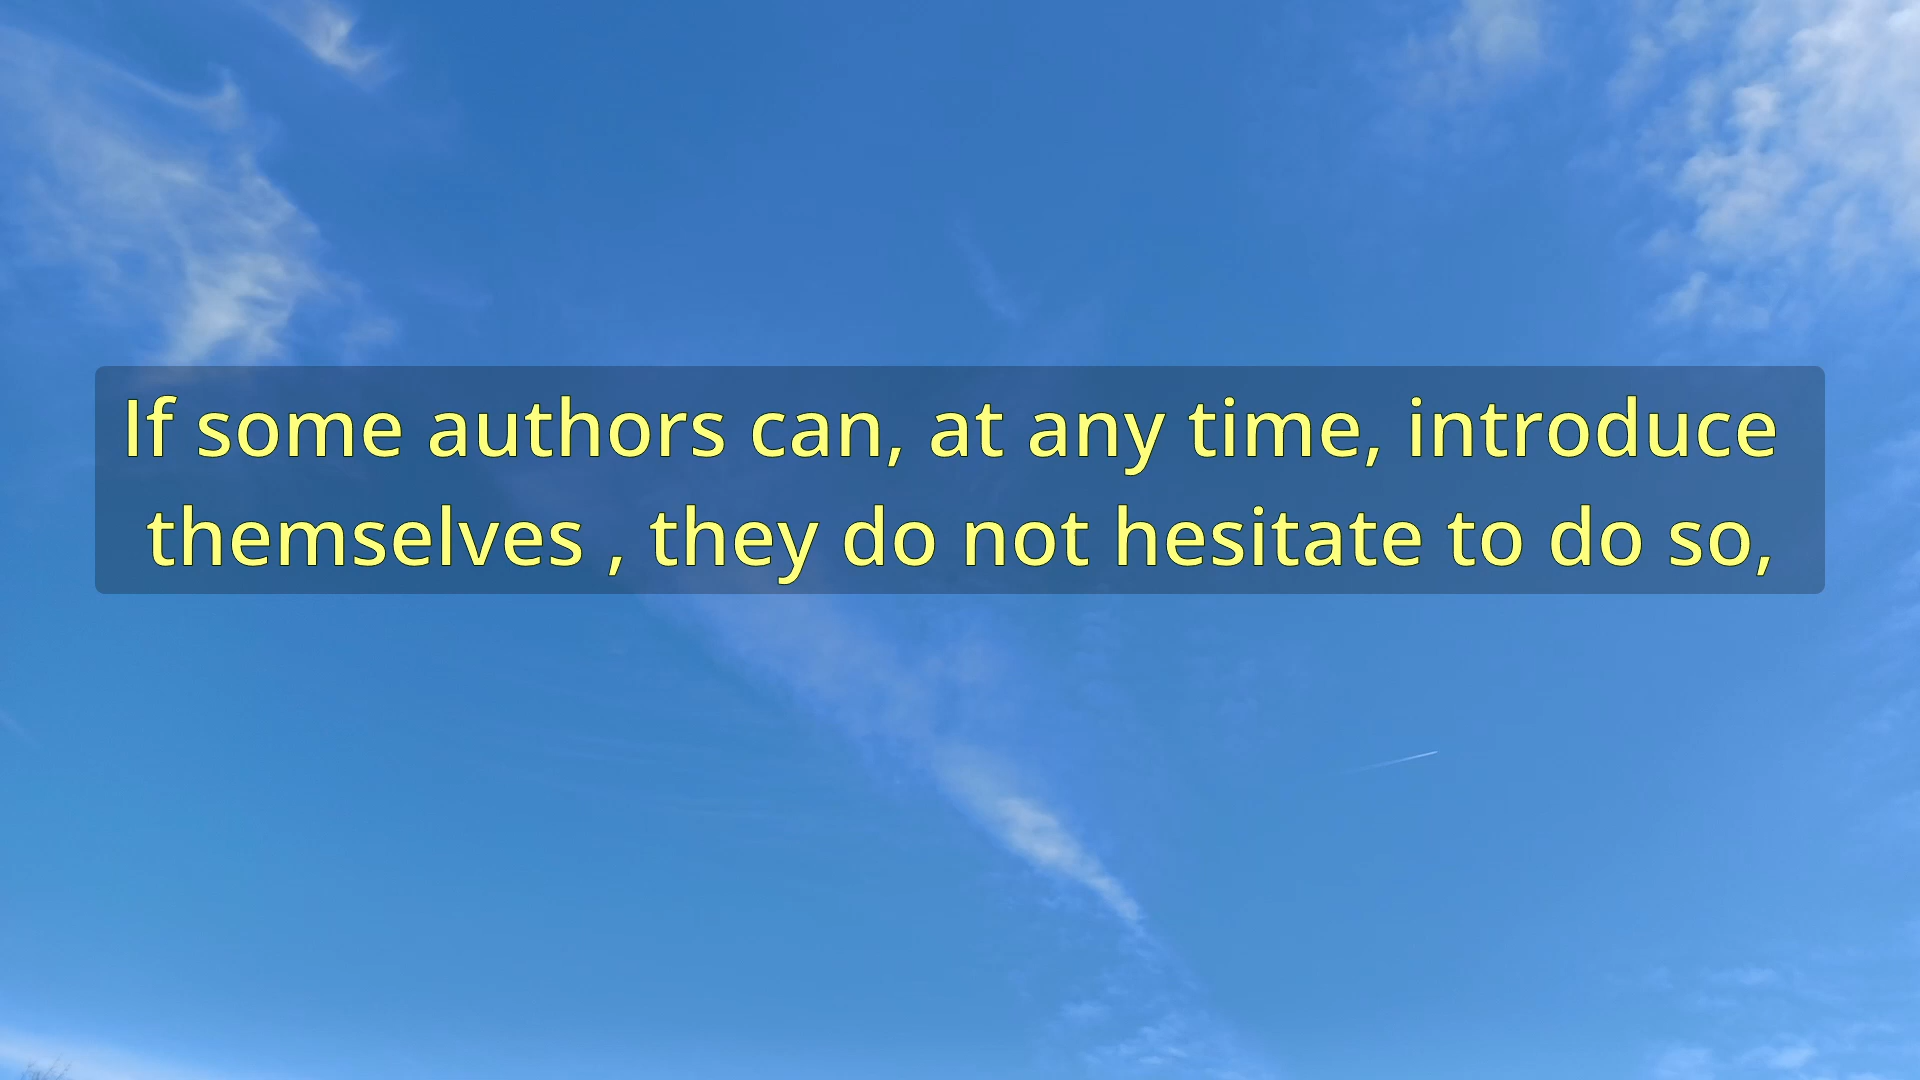 If some authors can, at any time, introduce
themselves , they do not hesitate to do so,